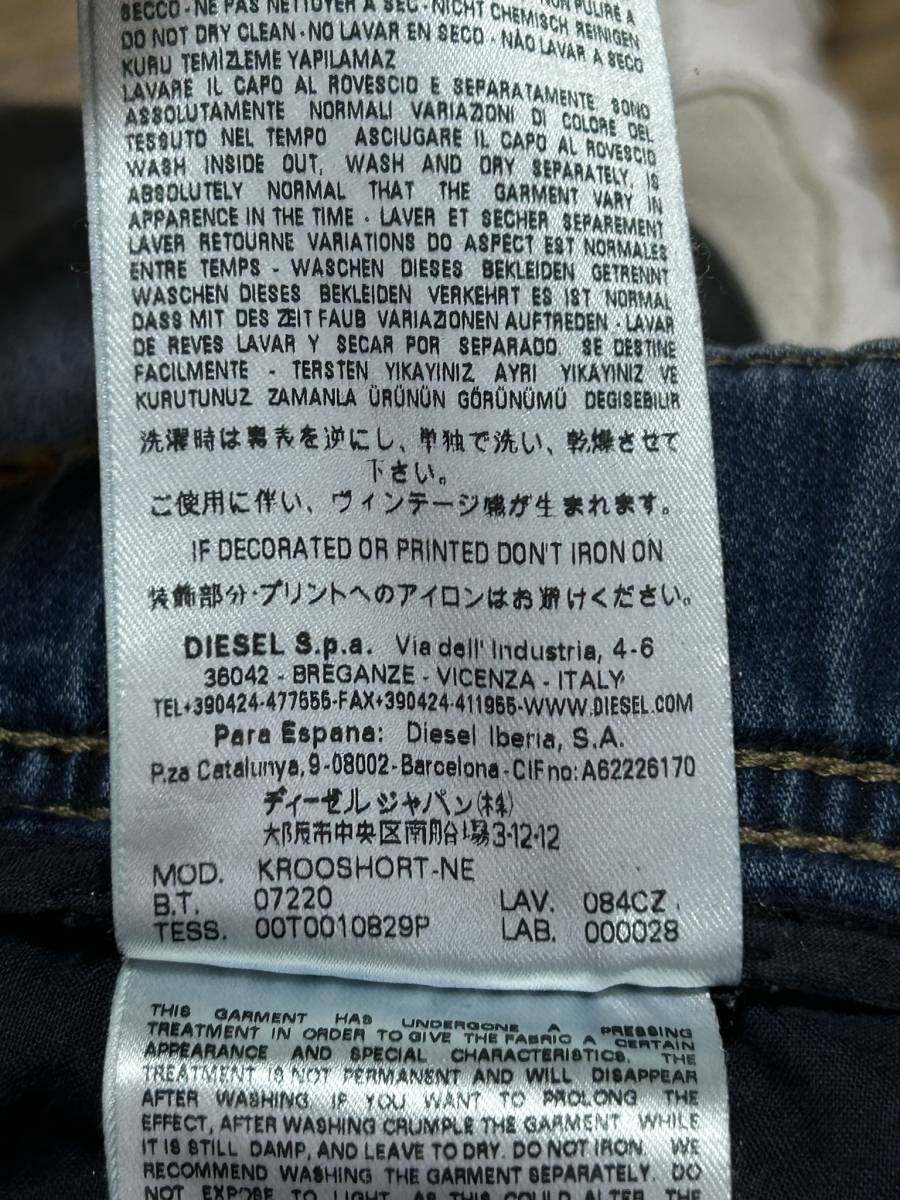 SECCO - NE PAS NETTOYER A SEC - NICHT CHEMISCH REINIGEN
NON PULIRE A
DO NOT DRY CLEAN - NO LAVAR EN SECO - NÃO LAVAR A SECO
KURU TEMİZLEME YAPILAMAZ
LAVARE IL CAPO AL ROVESCIO E SEPARATAMENTE SONO
ASSOLUTAMENTE NORMALI VARIAZIONI DI COLORE DEL
TESSUTO NEL TEMPO ASCIUGARE IL CAPO AL ROVESCIO
WASH INSIDE OUT, WASH AND DRY SEPARATELY, IS
ABSOLUTELY NORMAL THAT THE GARMENT VARY IN
APPARENCE IN THE TIME - LAVER ET SECHER SEPAREMENT
LAVER RETOURNE VARIATIONS DO ASPECT EST NORMALES
ENTRE TEMPS - WASCHEN DIESES BEKLEIDEN GETRENNT
WASCHEN DIESES BEKLEIDEN VERKEHRT ES IST NORMAL
DASS MIT DES ZEIT FAUB VARIAZIONEN AUFTREDEN - LAVAR
DE REVES LAVAR Y SECAR POR SEPARADO. SE DESTINE
FACILMENTE - TERSTEN YIKAYINIZ AYRI YIKAYINIZ VE
KURUTUNUZ ZAMANLA ÜRÜNÜN GÖRÜNÜMÜ DEGISEBILIR
洗濯時は裏表を逆にし、単独で洗い、乾燥させて
下さい。
ご使用に伴い、ヴィンテージ感が生まれます。
IF DECORATED OR PRINTED DON'T IRON ON
装飾部分・プリントへのアイロンはお避けください。
DIESEL S.p.a. Via dell' Industria, 4-6
36042 - BREGANZE - VICENZA - ITALY
TEL+390424-477555-FAX+390424-411955-WWW.DIESEL.COM
Para Espana: Diesel Iberia, S.A.
P.za Catalunya, 9-08002-Barcelona-CIF no: A62226170
ディーゼル ジャパン(株)
大阪市中央区南船場3-12-12
MOD. KROOSHORT-NE
B.T. 07220 LAV. 084CZ
TESS. 00T0010B29P LAB. 000028
THIS GARMENT HAS UNDERGONE A PRESSING
TREATMENT IN ORDER TO GIVE THE FABRIC A CERTAIN
APPEARANCE AND SPECIAL CHARACTERISTICS. THE
TREATMENT IS NOT PERMANENT AND WILL DISAPPEAR
AFTER WASHING. IF YOU WANT TO PROLONG THE
EFFECT, AFTER WASHING CRUMPLE THE GARMENT WHILE
IT IS STILL DAMP, AND LEAVE TO DRY. DO NOT IRON. WE
RECOMMEND WASHING THE GARMENT SEPARATELY. DO
NOT EXPOSE TO LIGHT, AS THIS COULD ALTER THE